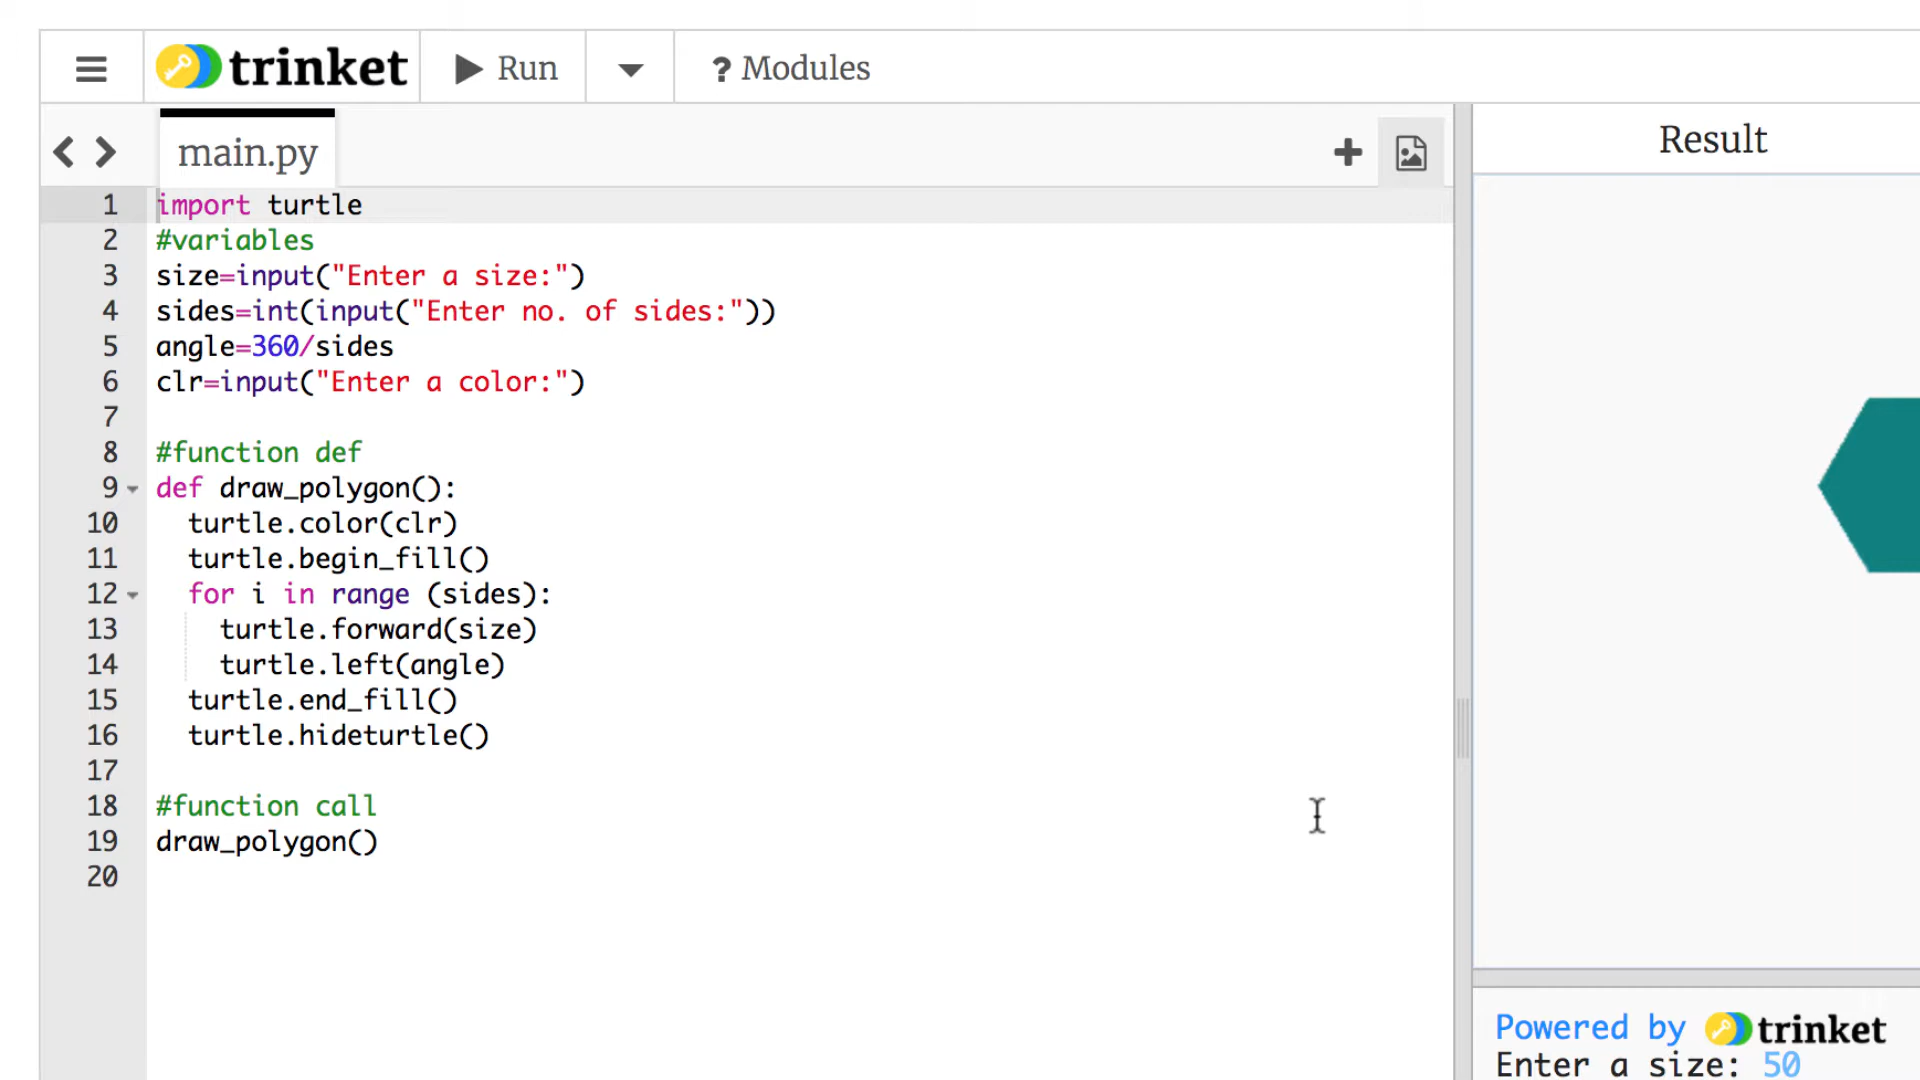 trinket Run ? Modules
main.py
Result
1 import turtle
2 #variables
3 size=input("Enter a size:")
4 sides=int(input("Enter no. of sides:"))
5 angle=360/sides
6 clr=input("Enter a color:")
7
8 #function def
9 def draw_polygon():
10 turtle.color(clr)
11 turtle.begin_fill()
12 for i in range (sides):
13 turtle.forward(size)
14 turtle.left(angle)
15 turtle.end_fill()
16 turtle.hideturtle()
17
18 #function call
19 draw_polygon()
20
Powered by trinket
Enter a size: 50